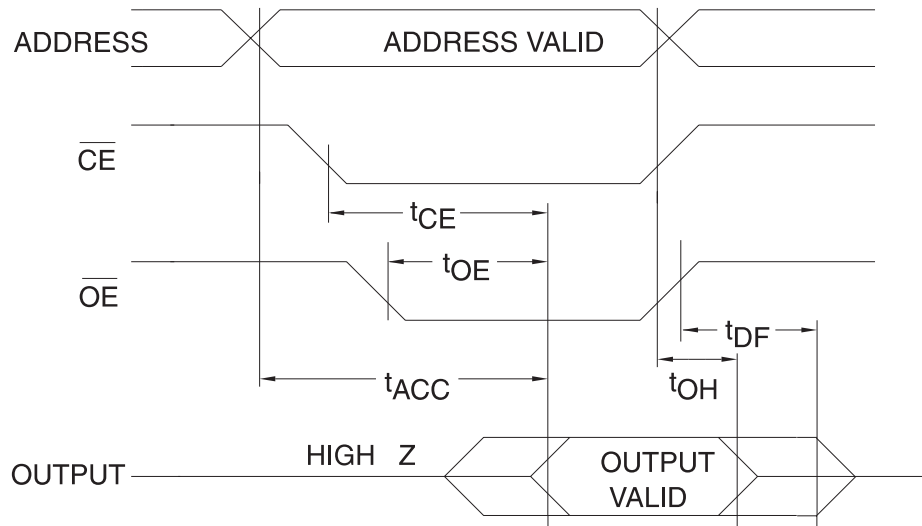 ADDRESS
ADDRESS VALID
CE
tCE
OE
tOE
tDF
tACC
tOH
OUTPUT
HIGH Z
OUTPUT
VALID